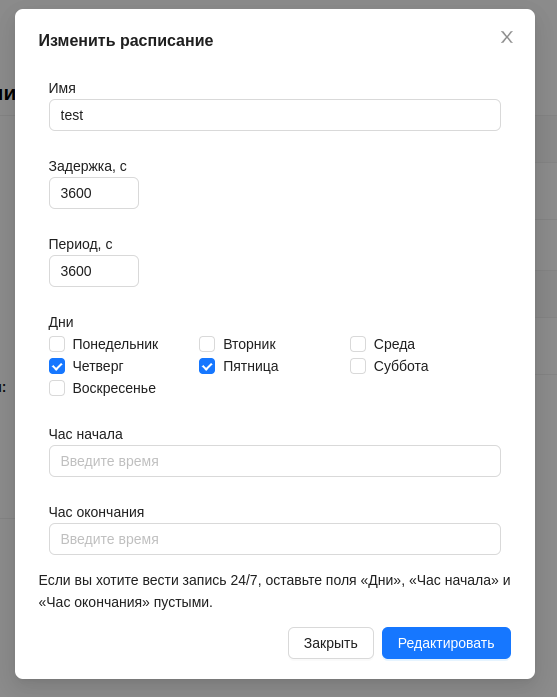 Изменить расписание
Имя
test
Задержка, с
3600
Период, с
3600
Дни
Понедельник Вторник Среда
Четверг Пятница Суббота
Воскресенье
Час начала
Введите время
Час окончания
Введите время
Если вы хотите вести запись 24/7, оставьте поля «Дни», «Час начала» и
«Час окончания» пустыми.
Закрыть Редактировать